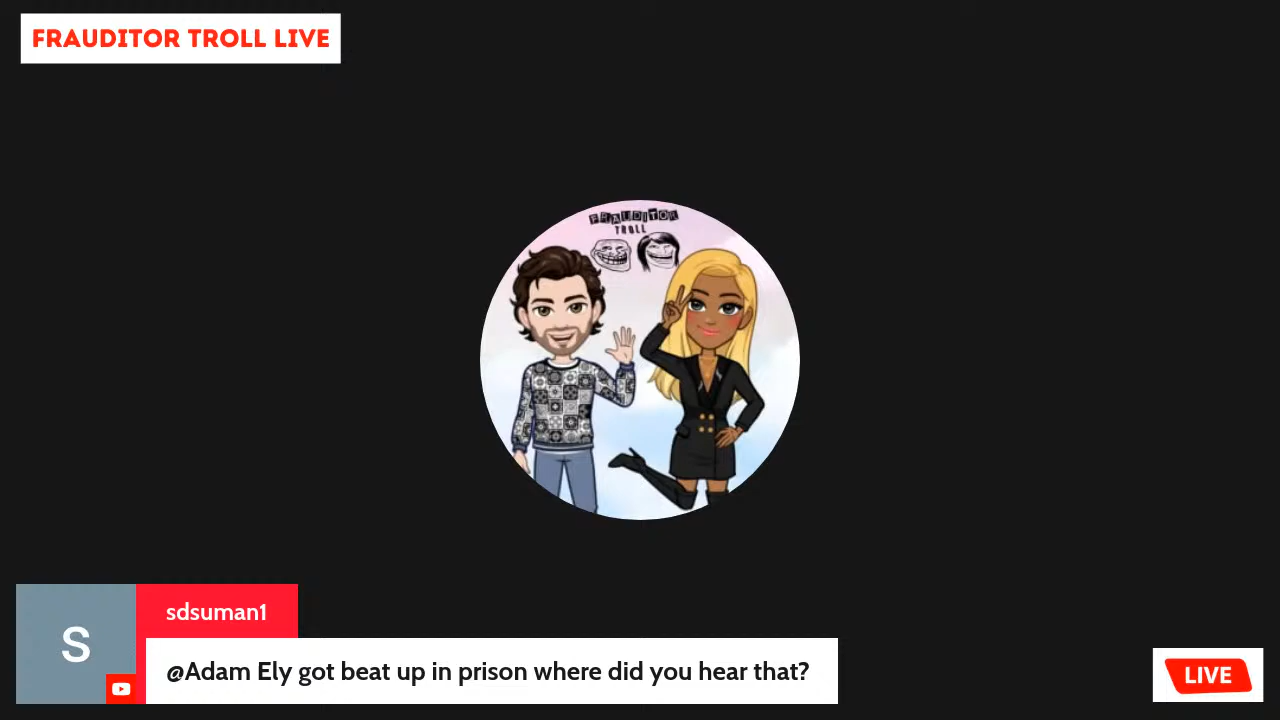 FRAUDITOR TROLL LIVE
FRAUDITOR
TROLL
S
sdsuman1
@Adam Ely got beat up in prison where did you hear that?
LIVE